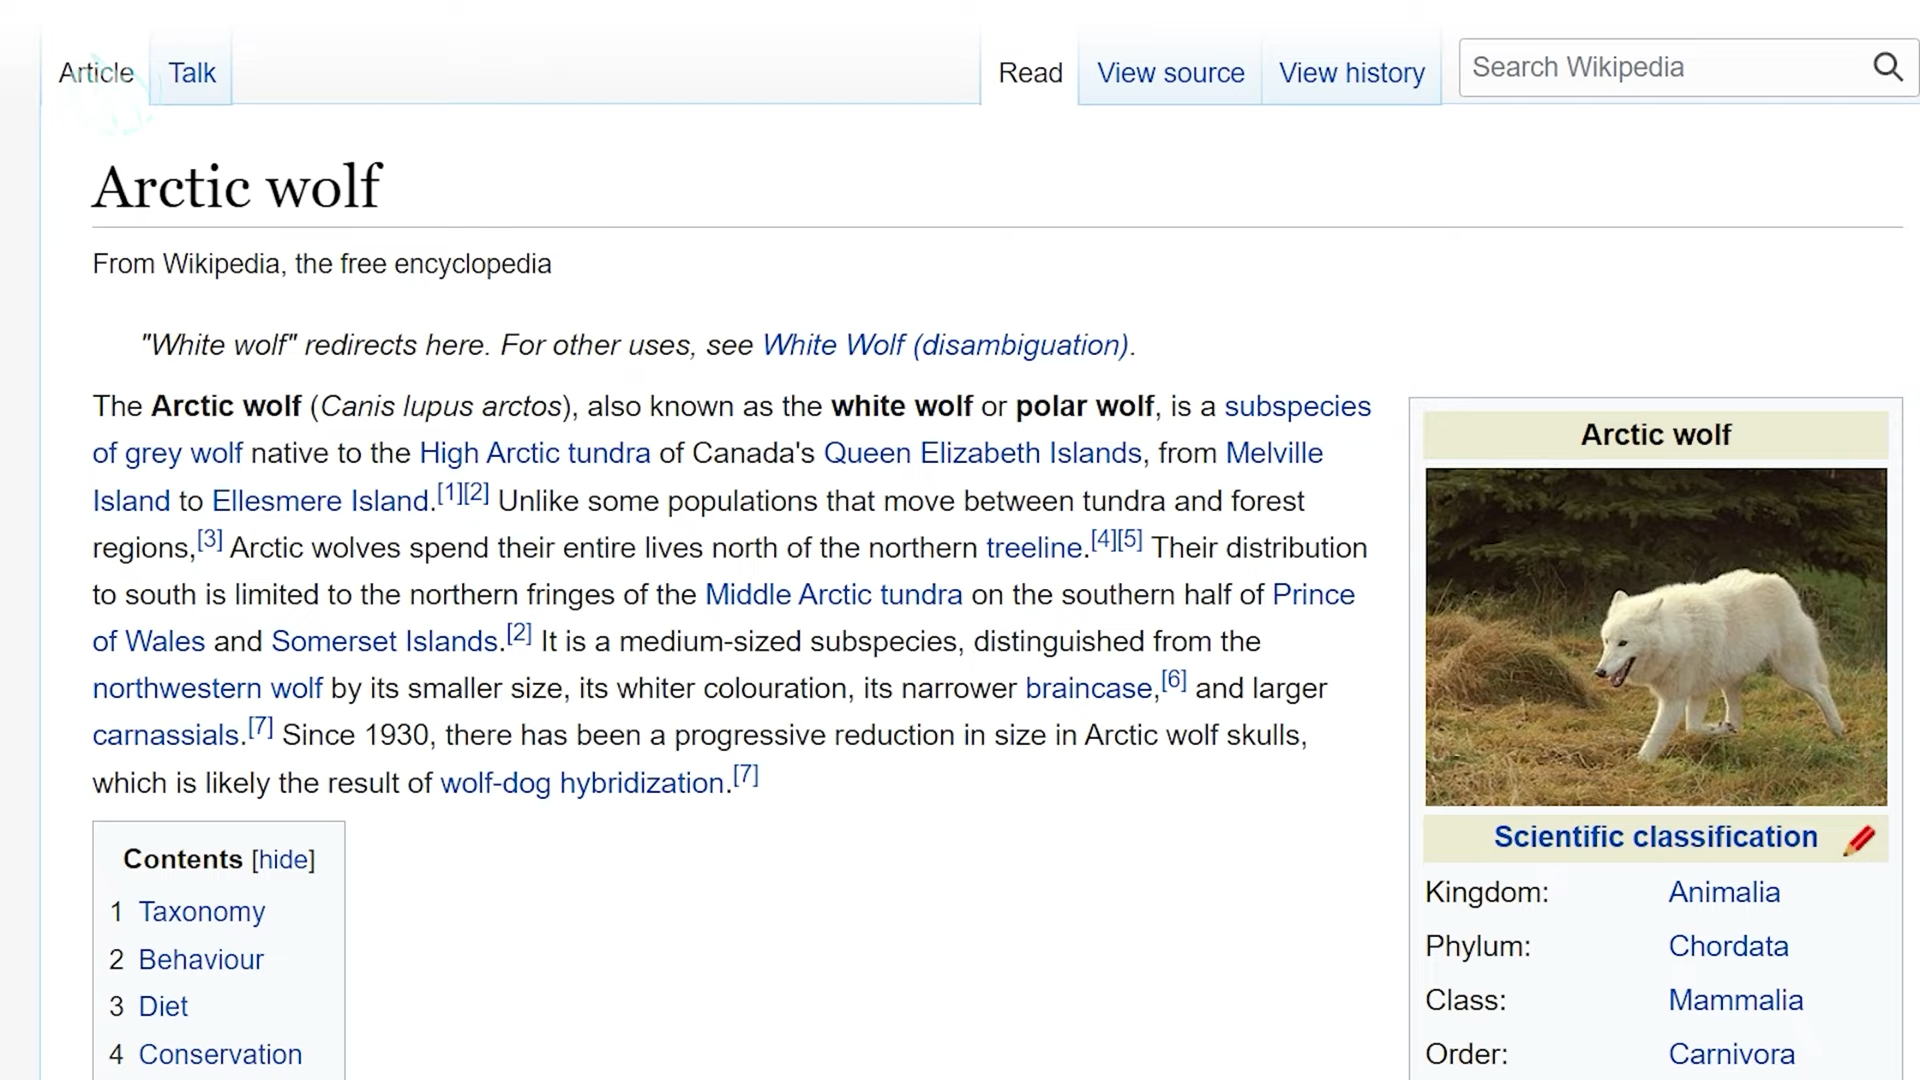 Article Talk Read View source View history Search Wikipedia
Arctic wolf
From Wikipedia, the free encyclopedia
"White wolf" redirects here. For other uses, see White Wolf (disambiguation).
The Arctic wolf (Canis lupus arctos), also known as the white wolf or polar wolf, is a subspecies
of grey wolf native to the High Arctic tundra of Canada's Queen Elizabeth Islands, from Melville
Island to Ellesmere Island.[1][2] Unlike some populations that move between tundra and forest
regions,[3] Arctic wolves spend their entire lives north of the northern treeline.[4][5] Their distribution
to south is limited to the northern fringes of the Middle Arctic tundra on the southern half of Prince
of Wales and Somerset Islands.[2] It is a medium-sized subspecies, distinguished from the
northwestern wolf by its smaller size, its whiter colouration, its narrower braincase,[6] and larger
carnassials.[7] Since 1930, there has been a progressive reduction in size in Arctic wolf skulls,
which is likely the result of wolf-dog hybridization.[7]
Contents [hide]
1 Taxonomy
2 Behaviour
3 Diet
4 Conservation
Arctic wolf
Scientific classification
Kingdom: Animalia
Phylum: Chordata
Class: Mammalia
Order: Carnivora